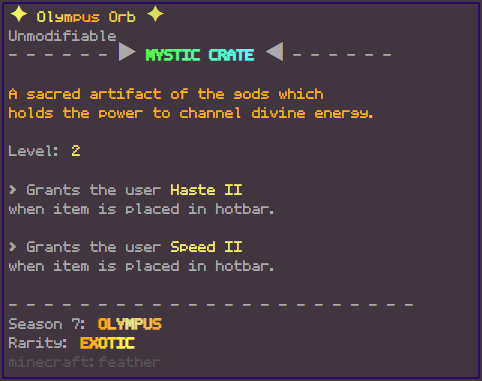 ✦ Olympus Orb ✦
Unmodifiable
- - - - - - ▶ MYSTIC CRATE ◀ - - - - - -
A sacred artifact of the gods which
holds the power to channel divine energy.
Level: 2
> Grants the user Haste II
when item is placed in hotbar.
> Grants the user Speed II
when item is placed in hotbar.
- - - - - - - - - - - - - - - - - - - - - - - -
Season 7: OLYMPUS
Rarity: EXOTIC
minecraft:feather